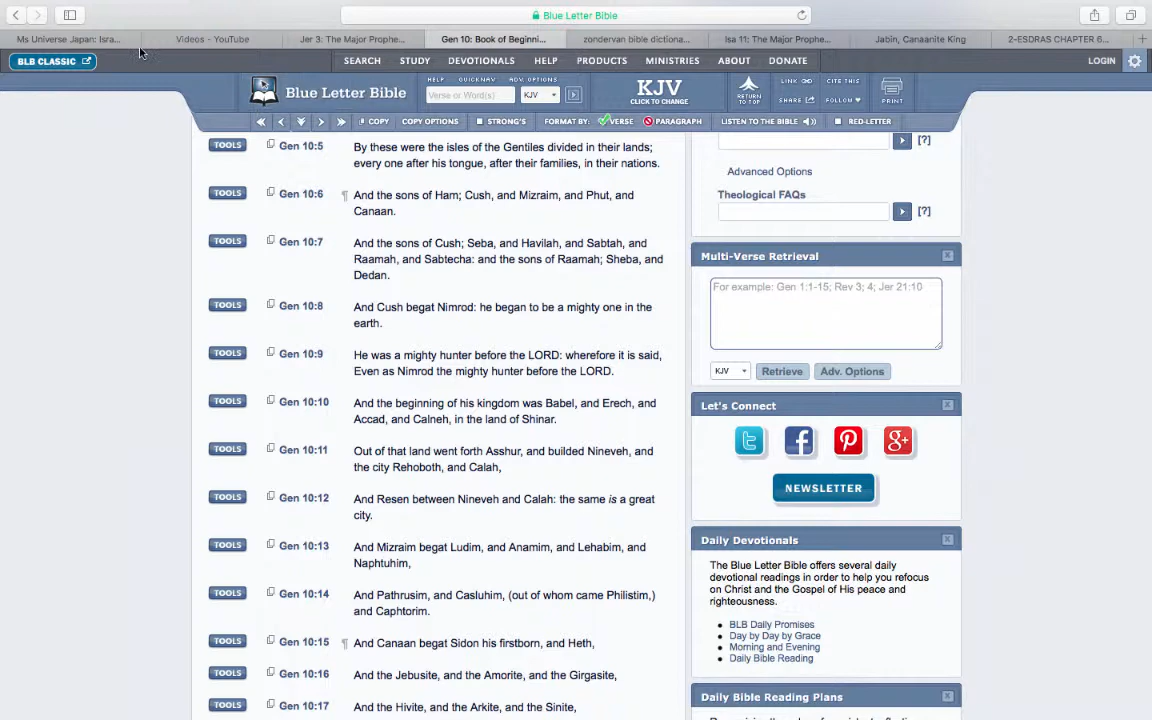 Blue Letter Bible
Ms Universe Japan: Isra...
Videos - YouTube
Jer 3: The Major Prophe...
Gen 10: Book of Beginni...
zondervan bible dictiona...
Isa 11: The Major Prophe...
Jabin, Canaanite King
2-ESDRAS CHAPTER 6...
BLB CLASSIC
SEARCH STUDY DEVOTIONALS HELP PRODUCTS MINISTRIES ABOUT DONATE
LOGIN
Blue Letter Bible
HELP QUICKNAV ADV. OPTIONS
Verse or Word(s) KJV
KJV
CLICK TO CHANGE
RETURN
TO TOP
LINK CITE THIS
SHARE FOLLOW
PRINT
COPY COPY OPTIONS STRONG'S FORMAT BY: VERSE PARAGRAPH LISTEN TO THE BIBLE RED-LETTER
TOOLS Gen 10:5 By these were the isles of the Gentiles divided in their lands;
every one after his tongue, after their families, in their nations.
TOOLS Gen 10:6 ¶ And the sons of Ham; Cush, and Mizraim, and Phut, and
Canaan.
TOOLS Gen 10:7 And the sons of Cush; Seba, and Havilah, and Sabtah, and
Raamah, and Sabtecha: and the sons of Raamah; Sheba, and
Dedan.
TOOLS Gen 10:8 And Cush begat Nimrod: he began to be a mighty one in the
earth.
TOOLS Gen 10:9 He was a mighty hunter before the LORD: wherefore it is said,
Even as Nimrod the mighty hunter before the LORD.
TOOLS Gen 10:10 And the beginning of his kingdom was Babel, and Erech, and
Accad, and Calneh, in the land of Shinar.
TOOLS Gen 10:11 Out of that land went forth Asshur, and builded Nineveh, and
the city Rehoboth, and Calah,
TOOLS Gen 10:12 And Resen between Nineveh and Calah: the same is a great
city.
TOOLS Gen 10:13 And Mizraim begat Ludim, and Anamim, and Lehabim, and
Naphtuhim,
TOOLS Gen 10:14 And Pathrusim, and Casluhim, (out of whom came Philistim,)
and Caphtorim.
TOOLS Gen 10:15 ¶ And Canaan begat Sidon his firstborn, and Heth,
TOOLS Gen 10:16 And the Jebusite, and the Amorite, and the Girgasite,
TOOLS Gen 10:17 And the Hivite, and the Arkite, and the Sinite,
[?]
Advanced Options
Theological FAQs
[?]
Multi-Verse Retrieval
For example: Gen 1:1-15; Rev 3; 4; Jer 21:10
KJV Retrieve Adv. Options
Let's Connect
NEWSLETTER
Daily Devotionals
The Blue Letter Bible offers several daily
devotional readings in order to help you refocus
on Christ and the Gospel of His peace and
righteousness.
BLB Daily Promises
Day by Day by Grace
Morning and Evening
Daily Bible Reading
Daily Bible Reading Plans